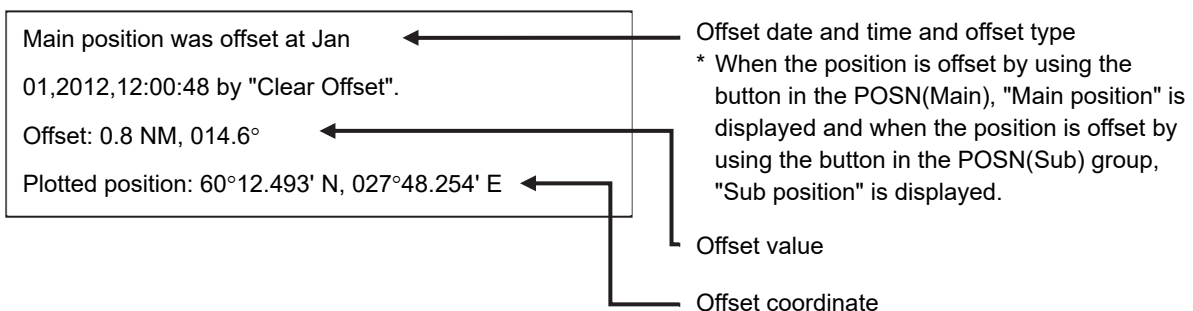 Main position was offset at Jan
01,2012,12:00:48 by "Clear Offset".
Offset: 0.8 NM, 014.6°
Plotted position: 60°12.493' N, 027°48.254' E
Offset date and time and offset type
* When the position is offset by using the
button in the POSN(Main), "Main position" is
displayed and when the position is offset by
using the button in the POSN(Sub) group,
"Sub position" is displayed.
Offset value
Offset coordinate